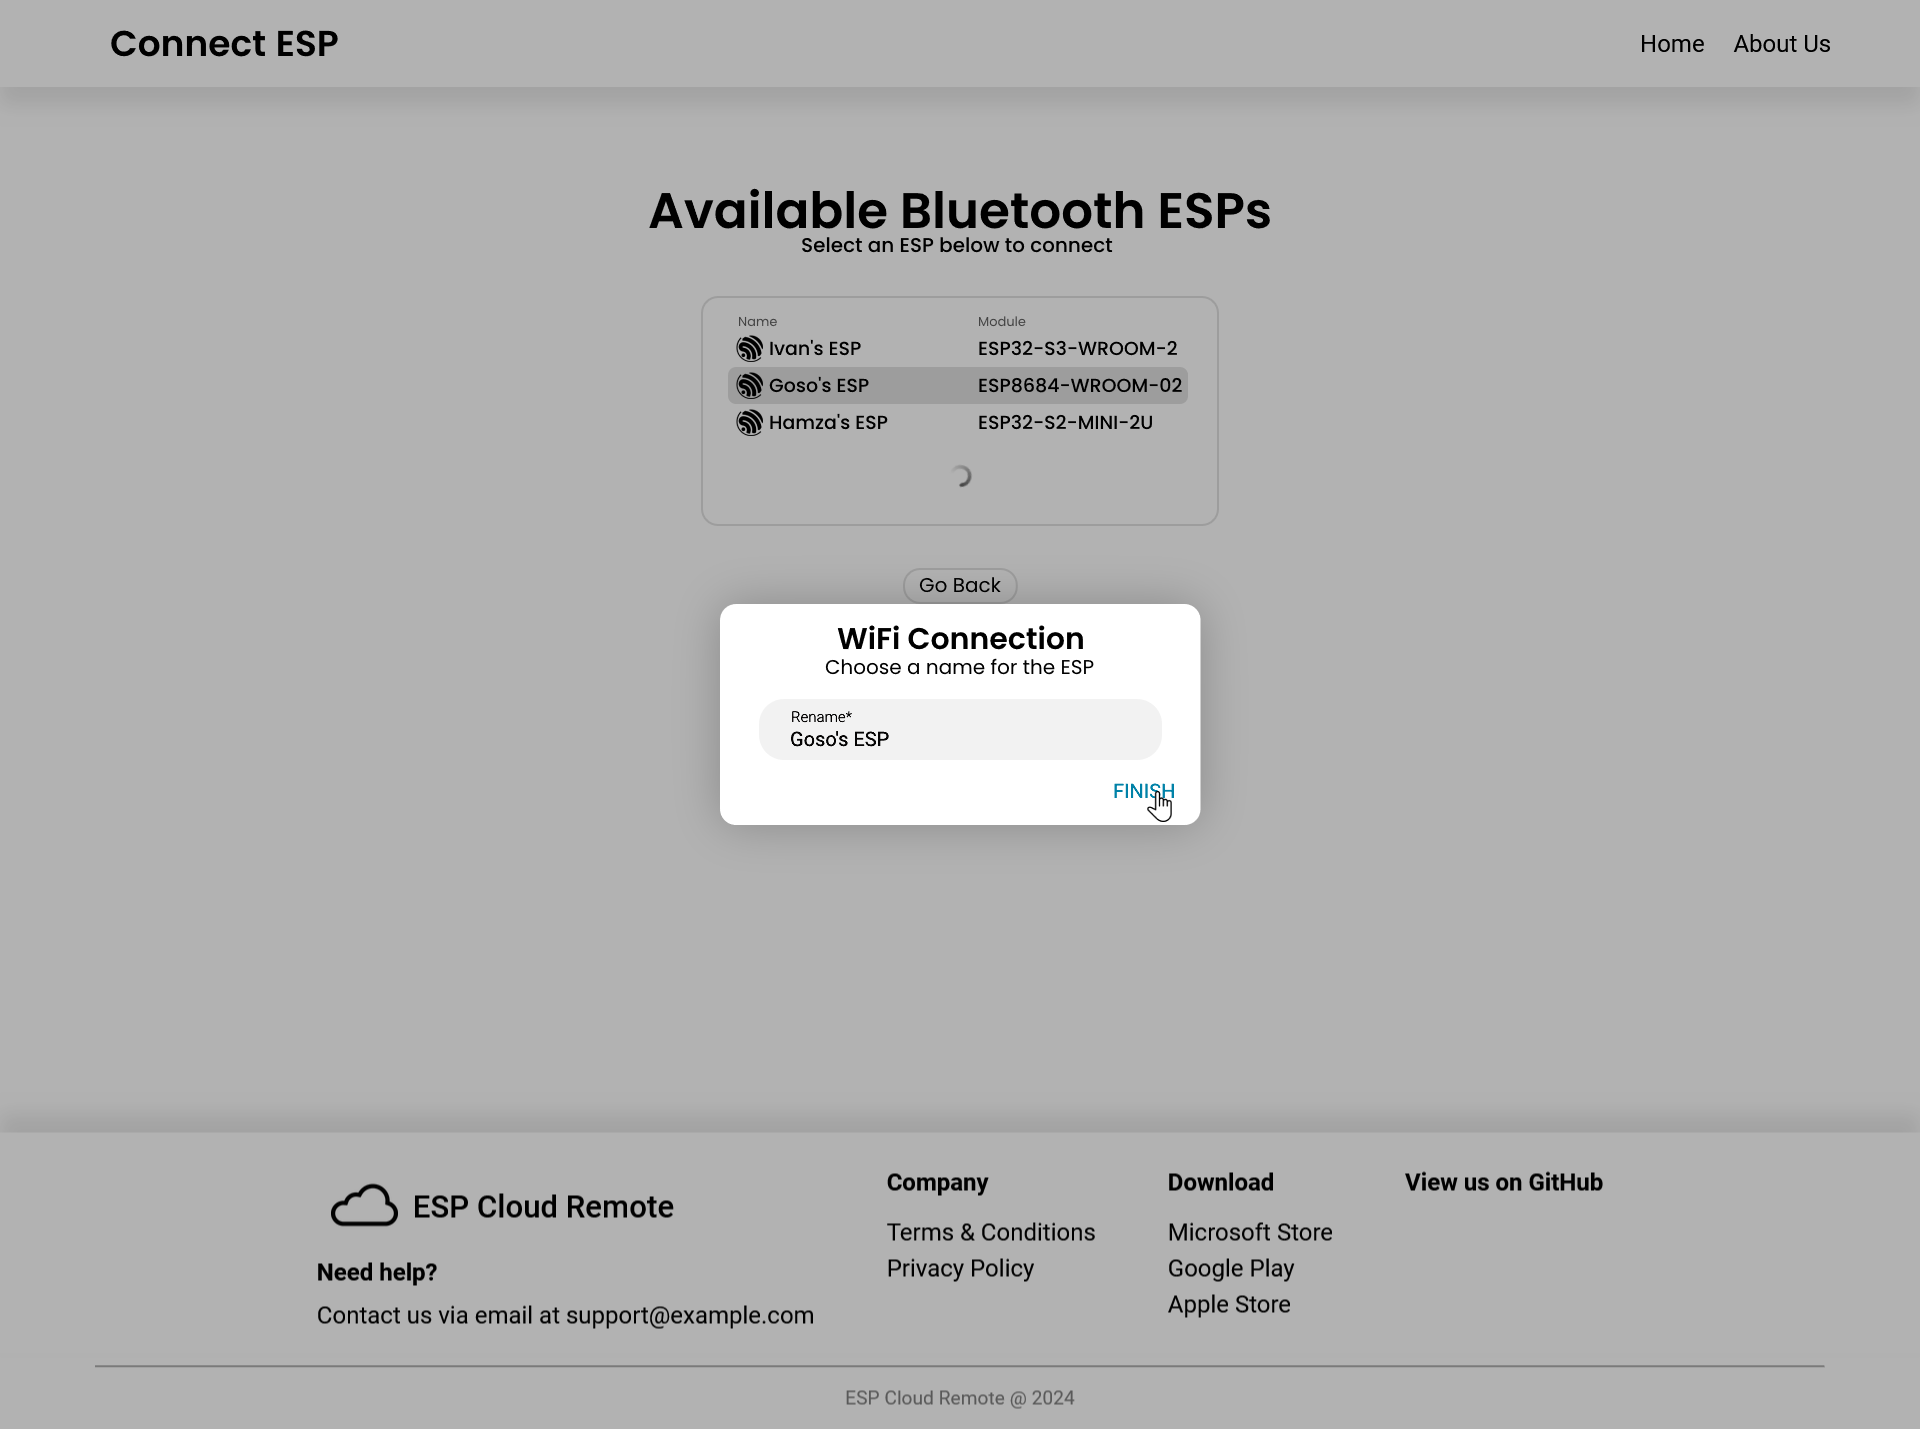 Connect ESP
Home
About Us
Available Bluetooth ESPs
Select an ESP below to connect
Name Module
Ivan's ESP ESP32-S3-WROOM-2
Goso's ESP ESP8684-WROOM-02
Hamza's ESP ESP32-S2-MINI-2U
Go Back
WiFi Connection
Choose a name for the ESP
Rename*
Goso's ESP
FINISH
ESP Cloud Remote
Need help?
Contact us via email at support@example.com
Company
Terms & Conditions
Privacy Policy
Download
Microsoft Store
Google Play
Apple Store
View us on GitHub
ESP Cloud Remote @ 2024